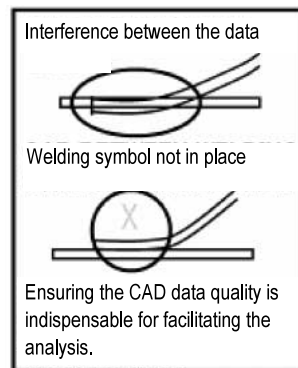 Interference between the data
Welding symbol not in place
X
Ensuring the CAD data quality is
indispensable for facilitating the
analysis.